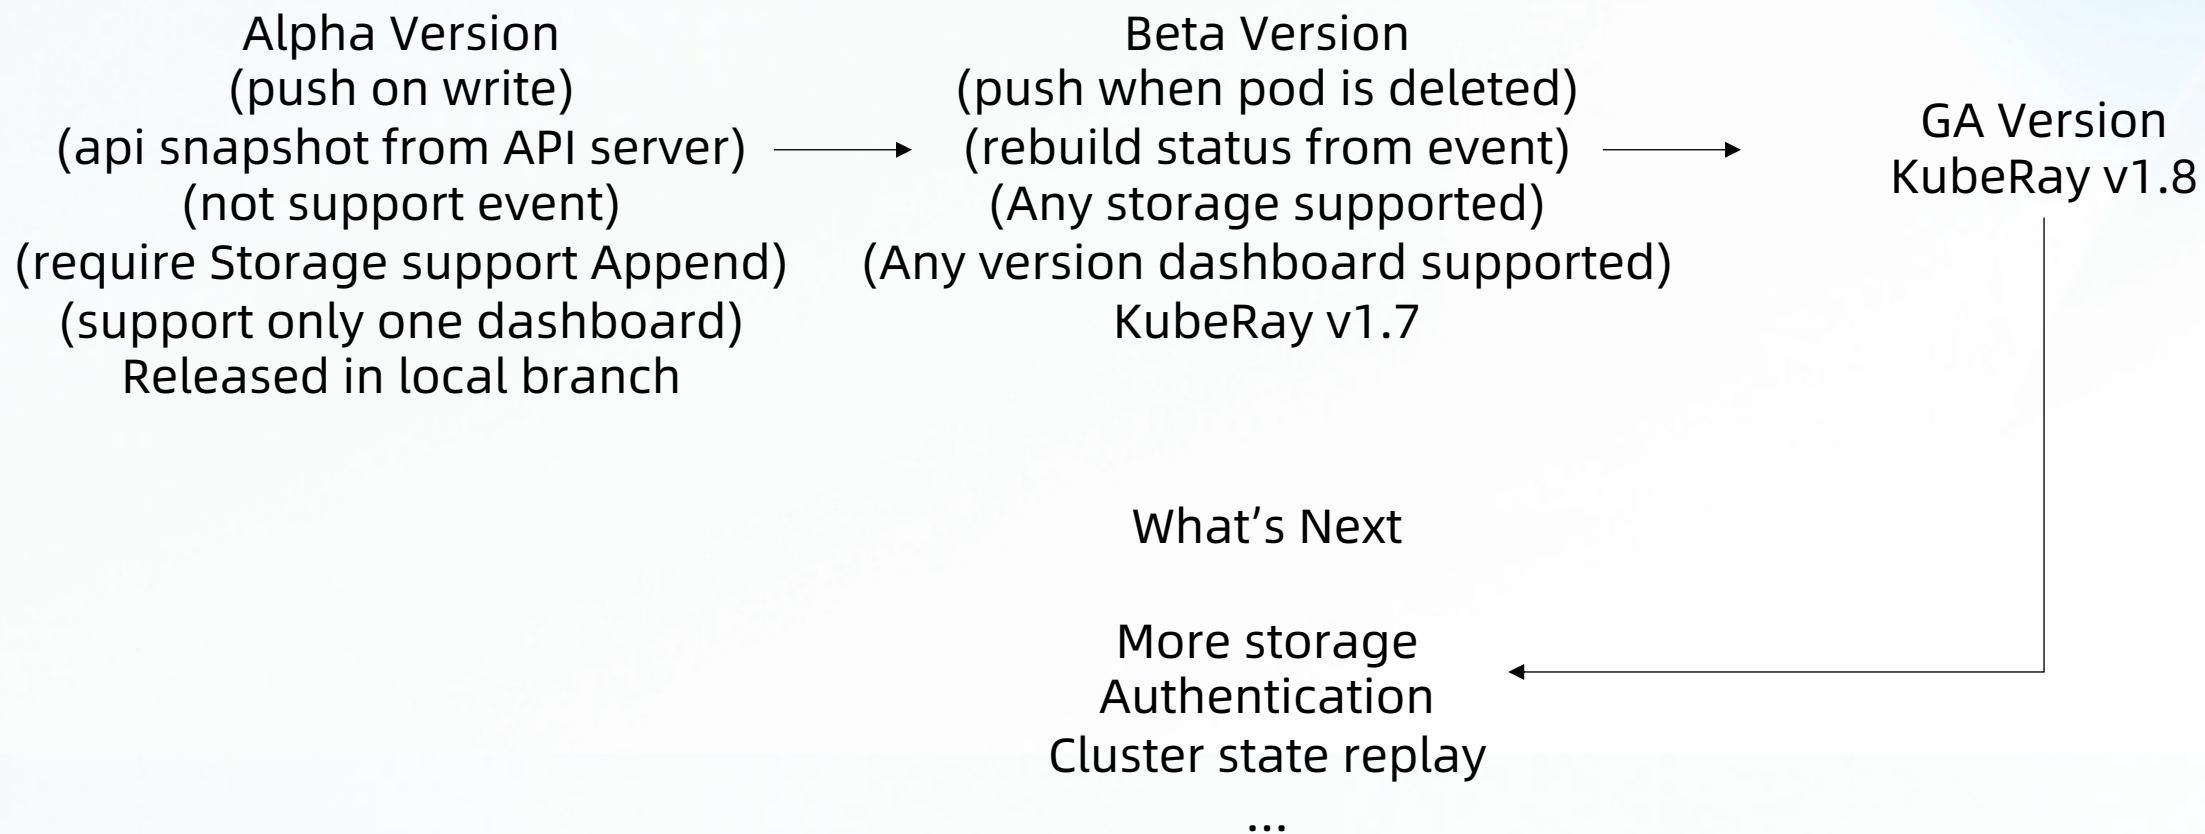 Alpha Version
(push on write)
(api snapshot from API server)
(not support event)
(require Storage support Append)
(support only one dashboard)
Released in local branch
Beta Version
(push when pod is deleted)
(rebuild status from event)
(Any storage supported)
(Any version dashboard supported)
KubeRay v1.7
GA Version
KubeRay v1.8
What’s Next
More storage
Authentication
Cluster state replay
...